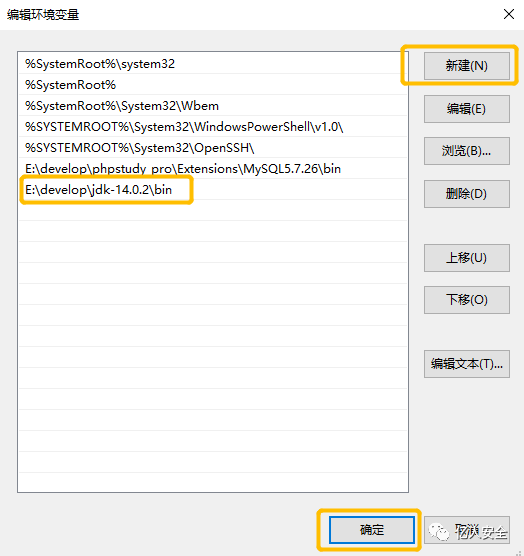 编辑环境变量
%SystemRoot%\system32
新建(N)
%SystemRoot%
%SystemRoot%\System32\Wbem
编辑(E)
%SYSTEMROOT%\System32\WindowsPowerShell\v1.0\
%SYSTEMROOT%\System32\OpenSSH\
浏览(B)...
E:\develop\phpstudy_pro\Extensions\MySQL5.7.26\bin
E:\develop\jdk-14.0.2\bin
删除(D)
上移(U)
下移(O)
编辑文本(T)...
确定
取消
亿人安全